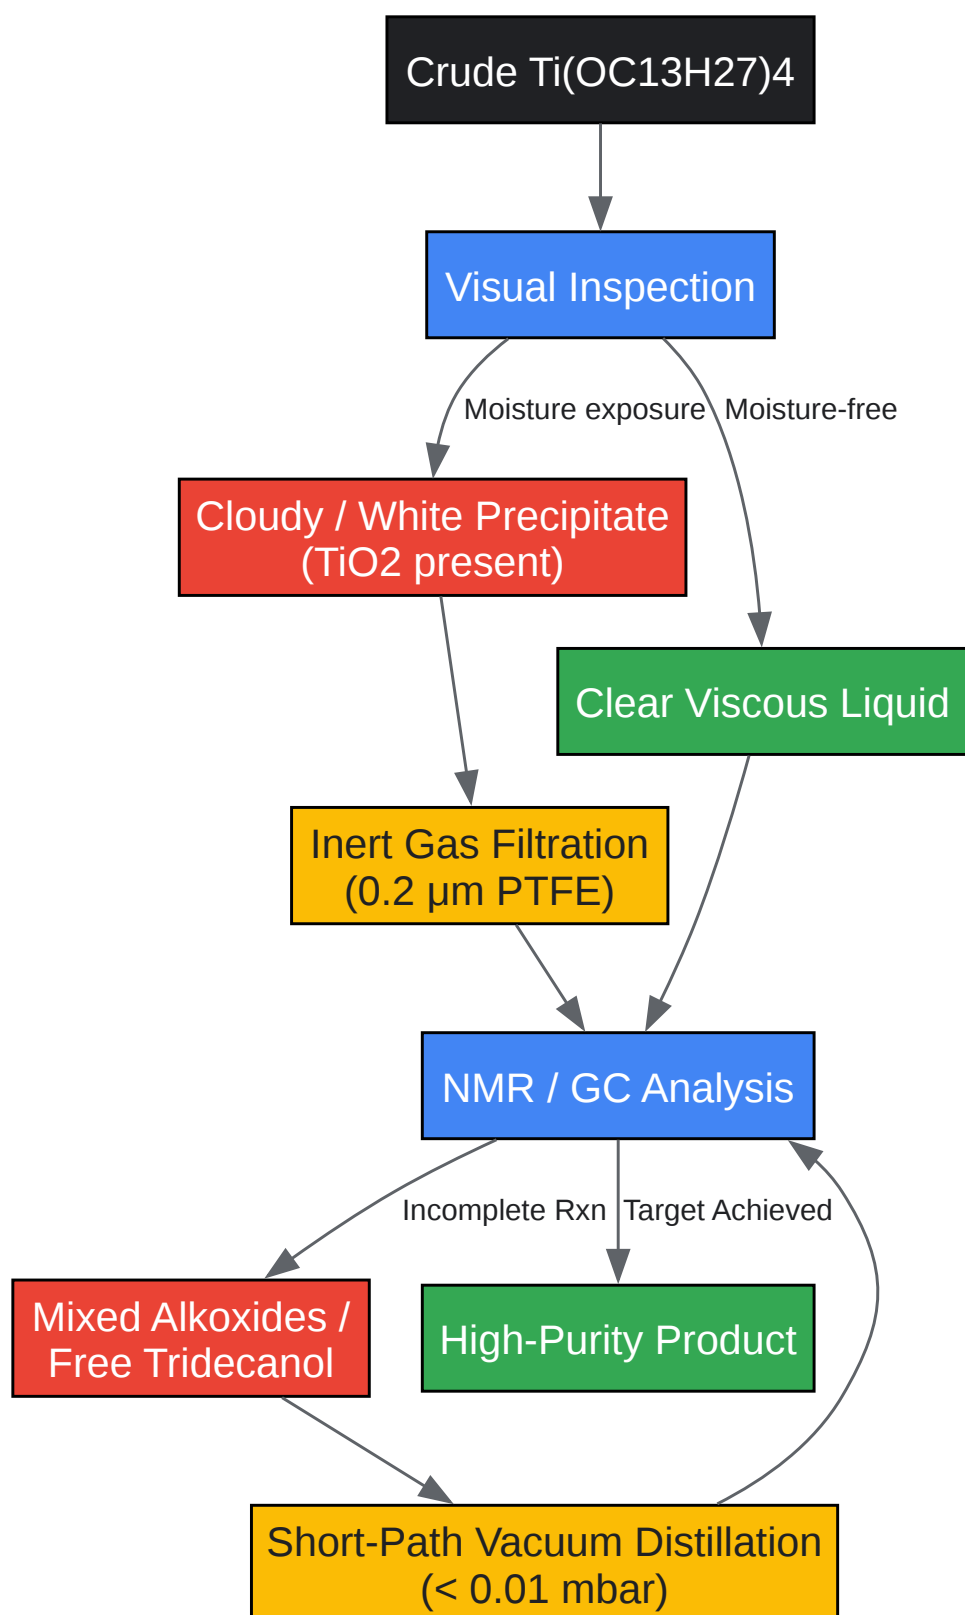 Crude Ti(OC13H27)4
Visual Inspection
Moisture exposure
Moisture-free
Cloudy / White Precipitate
(TiO2 present)
Clear Viscous Liquid
Inert Gas Filtration
(0.2 μm PTFE)
NMR / GC Analysis
Incomplete Rxn
Target Achieved
Mixed Alkoxides /
Free Tridecanol
High-Purity Product
Short-Path Vacuum Distillation
(< 0.01 mbar)